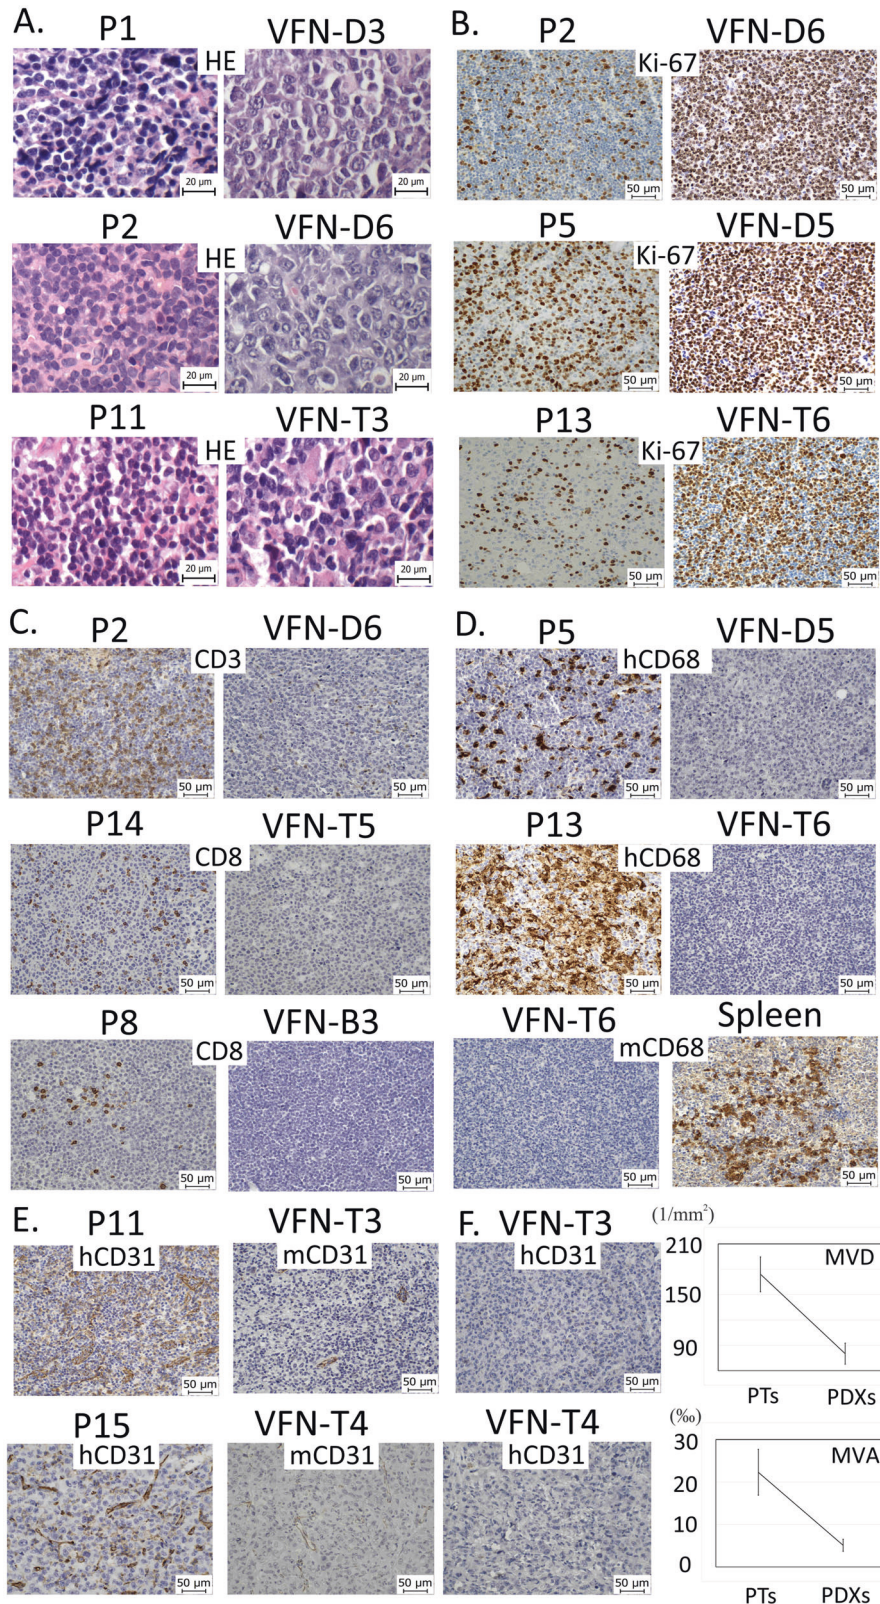 A.
P1 VFN-D3
HE
20 µm 20 µm
P2 VFN-D6
HE
20 µm 20 µm
P11 VFN-T3
HE
20 µm 20 µm
B.
P2 VFN-D6
Ki-67
50 µm 50 µm
P5 VFN-D5
Ki-67
50 µm 50 µm
P13 VFN-T6
Ki-67
50 µm 50 µm
C.
P2 VFN-D6
CD3
50 µm 50 µm
P14 VFN-T5
CD8
50 µm 50 µm
P8 VFN-B3
CD8
50 µm 50 µm
D.
P5 VFN-D5
hCD68
50 µm 50 µm
P13 VFN-T6
hCD68
50 µm 50 µm
VFN-T6 Spleen
mCD68
50 µm 50 µm
E.
P11 VFN-T3
hCD31 mCD31
50 µm 50 µm
P15 VFN-T4
hCD31 mCD31
50 µm 50 µm
F.
VFN-T3
hCD31
50 µm
VFN-T4
hCD31
50 µm
(1/mm²)
210 MVD
150
90
PTs PDXs
(‰)
30 MVA
20
10
0
PTs PDXs